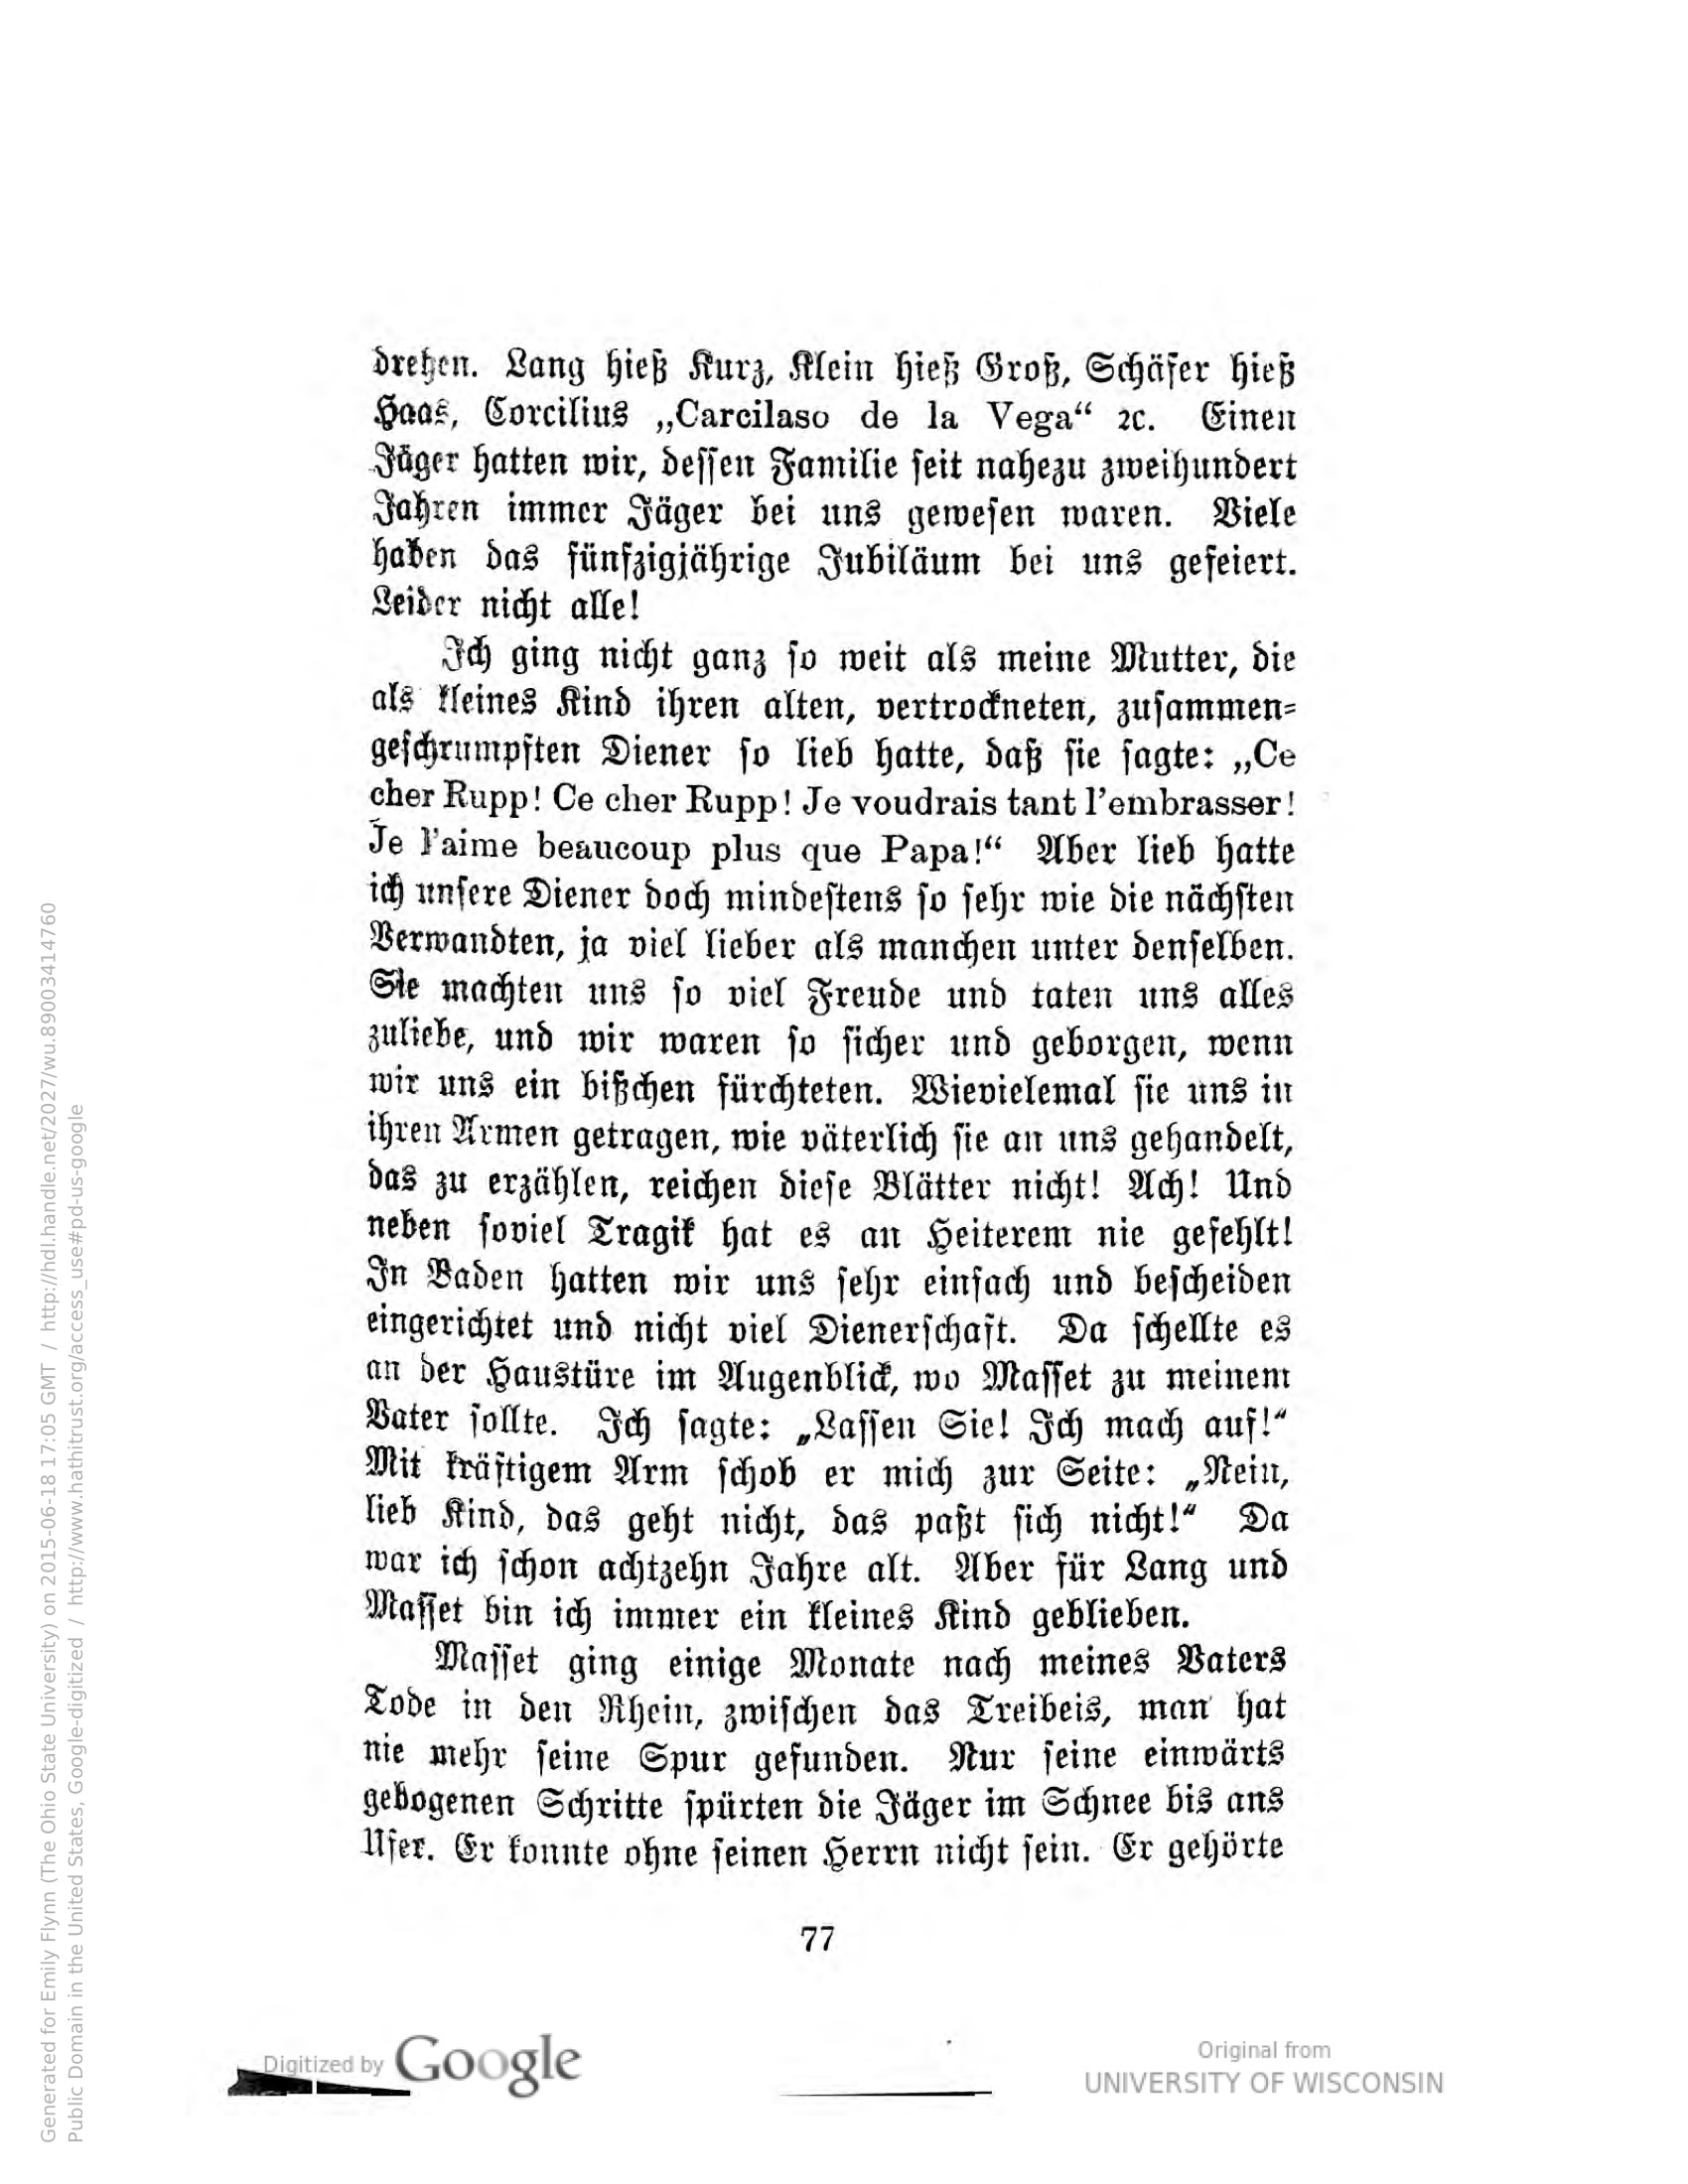 drehen. Lang hieß Kurz, Klein hieß Groß, Schäfer hieß
Haas, Corcilius „Carcilaso de la Vega“ ꝛc. Einen
Jäger hatten wir, dessen Familie seit nahezu zweihundert
Jahren immer Jäger bei uns gewesen waren. Viele
haben das fünfzigjährige Jubiläum bei uns gefeiert.
Leider nicht alle!
Ich ging nicht ganz so weit als meine Mutter, die
als kleines Kind ihren alten, vertrockneten, zusammen-
geschrumpften Diener so lieb hatte, daß sie sagte: „Ce
cher Rupp! Ce cher Rupp! Je voudrais tant l'embrasser!
Je l'aime beaucoup plus que Papa!“ Aber lieb hatte
ich unsere Diener doch mindestens so sehr wie die nächsten
Verwandten, ja viel lieber als manchen unter denselben.
Sie machten uns so viel Freude und taten uns alles
zuliebe, und wir waren so sicher und geborgen, wenn
wir uns ein bißchen fürchteten. Wievielemal sie uns in
ihren Armen getragen, wie väterlich sie an uns gehandelt,
das zu erzählen, reichen diese Blätter nicht! Ach! Und
neben soviel Tragik hat es an Heiterem nie gefehlt!
In Baden hatten wir uns sehr einfach und bescheiden
eingerichtet und nicht viel Dienerschaft. Da schellte es
an der Haustüre im Augenblick, wo Masset zu meinem
Vater sollte. Ich sagte: „Lassen Sie! Ich mach auf!“
Mit kräftigem Arm schob er mich zur Seite: „Nein,
lieb Kind, das geht nicht, das paßt sich nicht!“ Da
war ich schon achtzehn Jahre alt. Aber für Lang und
Masset bin ich immer ein kleines Kind geblieben.
Masset ging einige Monate nach meines Vaters
Tode in den Rhein, zwischen das Treibeis, man hat
nie mehr seine Spur gefunden. Nur seine einwärts
gebogenen Schritte spürten die Jäger im Schnee bis ans
Ufer. Er konnte ohne seinen Herrn nicht sein. Er gehörte
77
Digitized by Google
Original from
UNIVERSITY OF WISCONSIN
Generated for Emily Flynn (The Ohio State University) on 2015-06-18 17:05 GMT / http://hdl.handle.net/2027/wu.89003414760
Public Domain in the United States, Google-digitized / http://www.hathitrust.org/access_use#pd-us-google